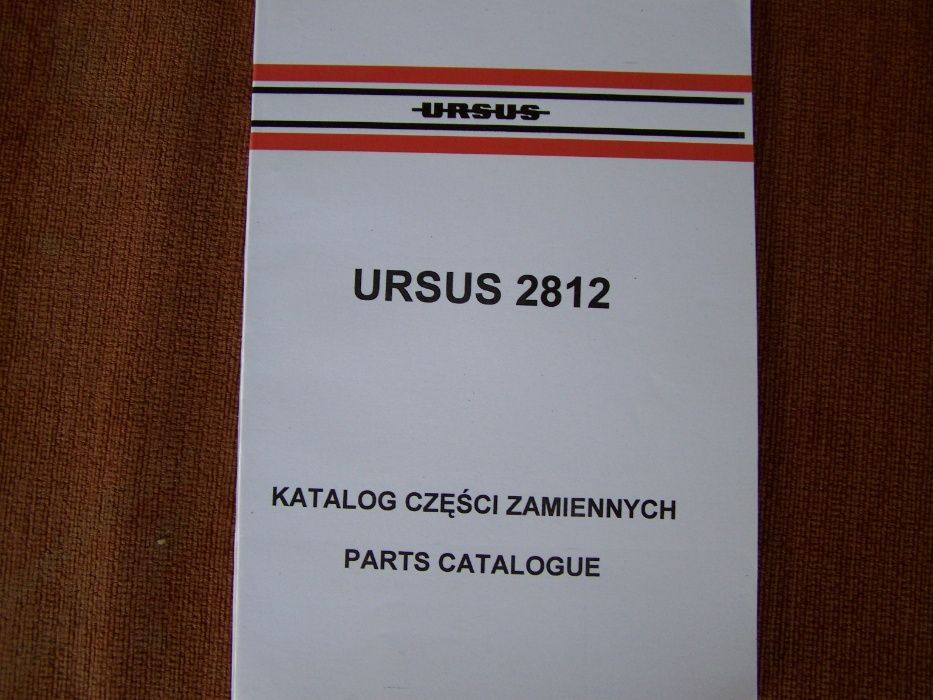 URSUS
URSUS 2812
KATALOG CZĘŚCI ZAMIENNYCH
PARTS CATALOGUE